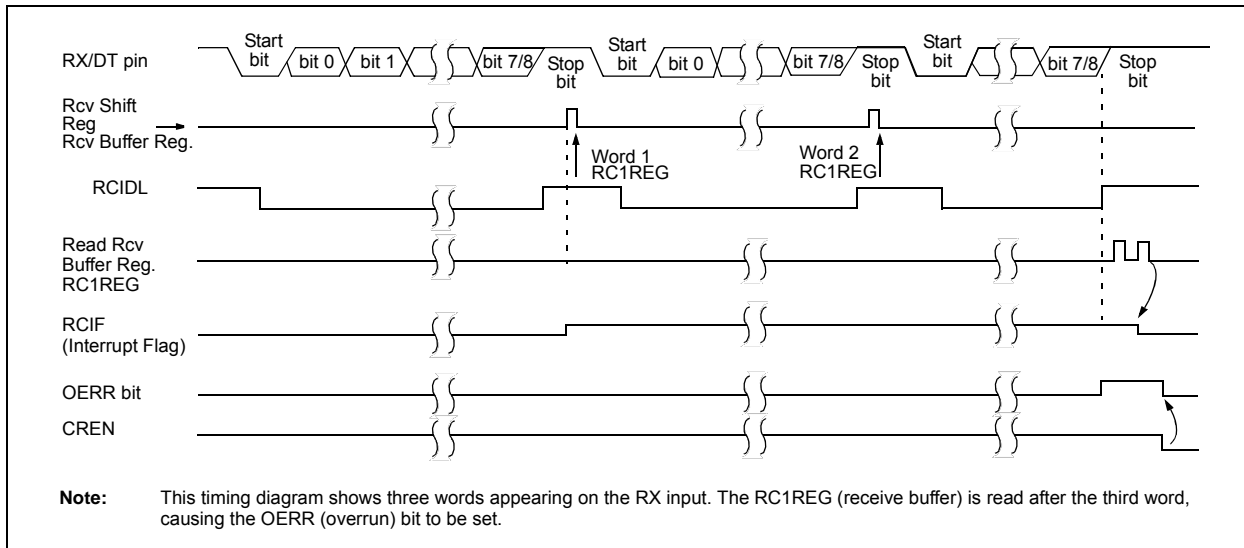 RX/DT pin
Start
bit
bit 0
bit 1
bit 7/8
Stop
bit
Start
bit
bit 0
bit 7/8
Stop
bit
Start
bit
bit 7/8
Stop
bit
Rcv Shift
Reg
Rcv Buffer Reg.
Word 1
RC1REG
Word 2
RC1REG
RCIDL
Read Rcv
Buffer Reg.
RC1REG
RCIF
(Interrupt Flag)
OERR bit
CREN
Note: This timing diagram shows three words appearing on the RX input. The RC1REG (receive buffer) is read after the third word,
causing the OERR (overrun) bit to be set.